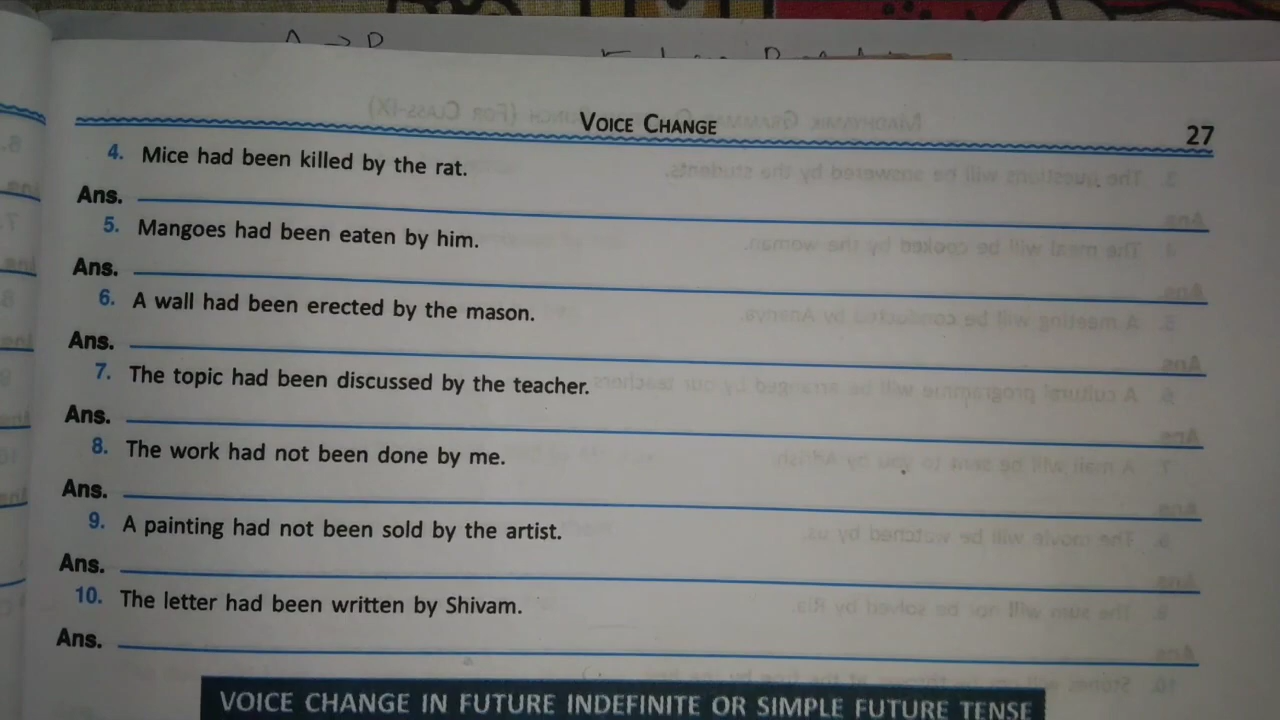 A → D
VOICE CHANGE 27
4. Mice had been killed by the rat.
Ans.
5. Mangoes had been eaten by him.
Ans.
6. A wall had been erected by the mason.
Ans.
7. The topic had been discussed by the teacher.
Ans.
8. The work had not been done by me.
Ans.
9. A painting had not been sold by the artist.
Ans.
10. The letter had been written by Shivam.
Ans.
VOICE CHANGE IN FUTURE INDEFINITE OR SIMPLE FUTURE TENSE